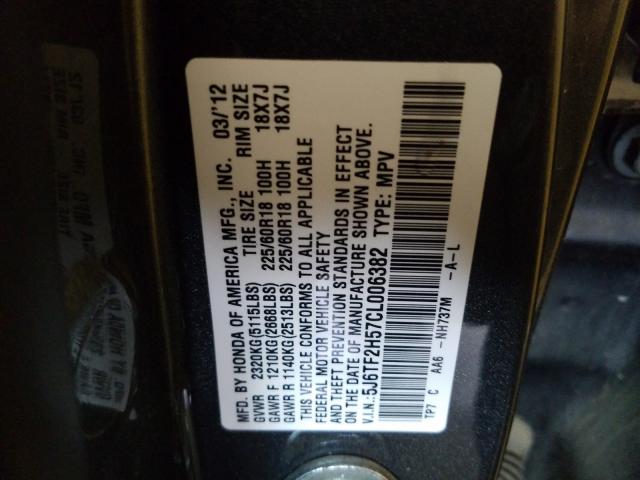 MFD. BY HONDA OF AMERICA MFG., INC. 03/'12
GVWR 2320KG(5115LBS) TIRE SIZE RIM SIZE
GAWR F 1210KG(2668LBS) 225/60R18 100H 18X7J
GAWR R 1140KG(2513LBS) 225/60R18 100H 18X7J
THIS VEHICLE CONFORMS TO ALL APPLICABLE
FEDERAL MOTOR VEHICLE SAFETY
AND THEFT PREVENTION STANDARDS IN EFFECT
ON THE DATE OF MANUFACTURE SHOWN ABOVE.
V.I.N.:5J6TF2H57CL006382 TYPE: MPV
TP7 C AA6 -NH737M -A-L